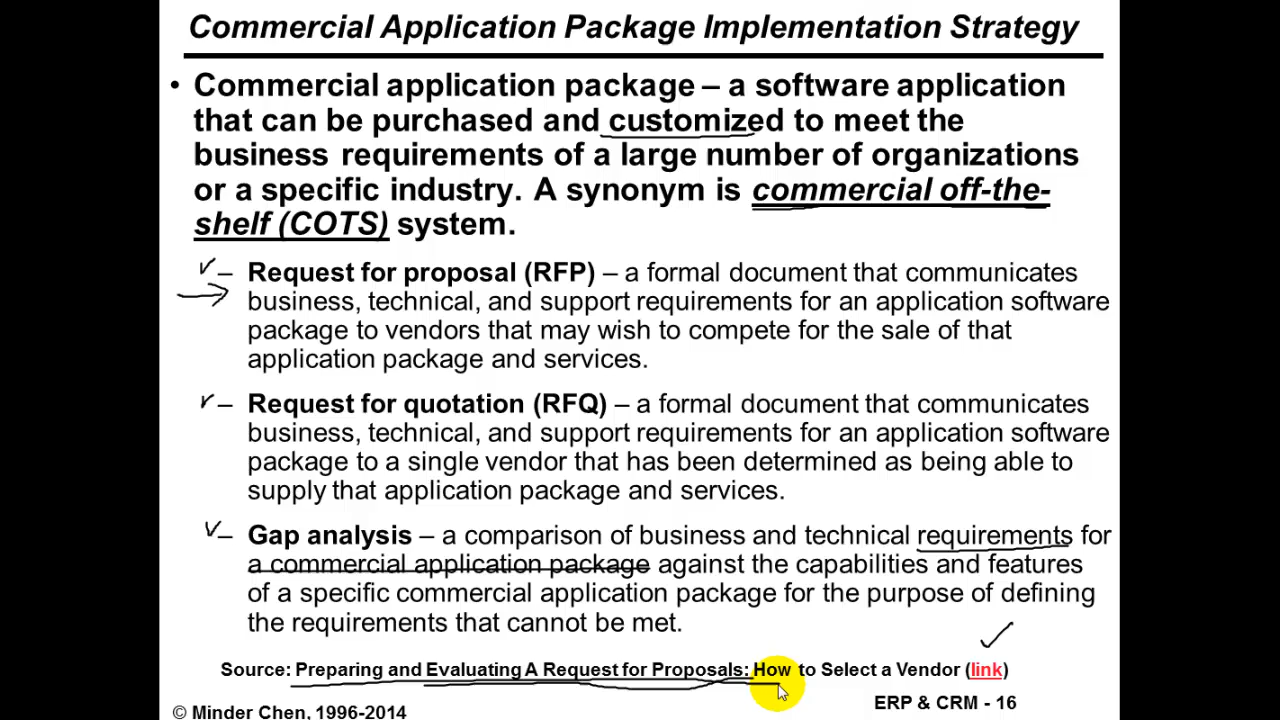 Commercial Application Package Implementation Strategy
• Commercial application package – a software application
that can be purchased and customized to meet the
business requirements of a large number of organizations
or a specific industry. A synonym is commercial off-the-
shelf (COTS) system.
– Request for proposal (RFP) – a formal document that communicates
business, technical, and support requirements for an application software
package to vendors that may wish to compete for the sale of that
application package and services.
– Request for quotation (RFQ) – a formal document that communicates
business, technical, and support requirements for an application software
package to a single vendor that has been determined as being able to
supply that application package and services.
– Gap analysis – a comparison of business and technical requirements for
a commercial application package against the capabilities and features
of a specific commercial application package for the purpose of defining
the requirements that cannot be met.
Source: Preparing and Evaluating A Request for Proposals: How to Select a Vendor (link)
ERP & CRM - 16
© Minder Chen, 1996-2014